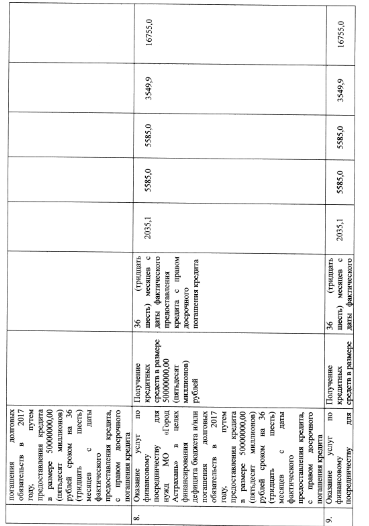 погашения долговых
обязательств в 2017
году, путем
предоставления кредита
в размере 50000000,00
(пятьдесят миллионов)
рублей сроком на 36
(тридцать шесть)
месяцев с даты
фактического
предоставления кредита,
с правом досрочного
погашения кредита
8.
Оказание услуг по
финансовому
посредничеству для
нужд МО «Город
Астрахань» в целях
финансирования
дефицита бюджета и/или
погашения долговых
обязательств в 2017
году, путем
предоставления кредита
в размере 50000000,00
(пятьдесят миллионов)
рублей сроком 36
(тридцать шесть)
месяцев с даты
фактического
предоставления кредита,
с правом досрочного
погашения кредита
Получение
кредитных
средств в размере
50000000,00
(пятьдесят
миллионов)
рублей
36 (тридцать
шесть) месяцев с
даты фактического
предоставления
кредита с правом
досрочного
погашения кредита
2035,1
5585,0
5585,0
3549,9
16755,0
9.
Оказание услуг по
финансовому
посредничеству для
Получение
кредитных
средств в размере
36 (тридцать
шесть) месяцев с
даты фактического
2035,1
5585,0
5585,0
3549,9
16755,0